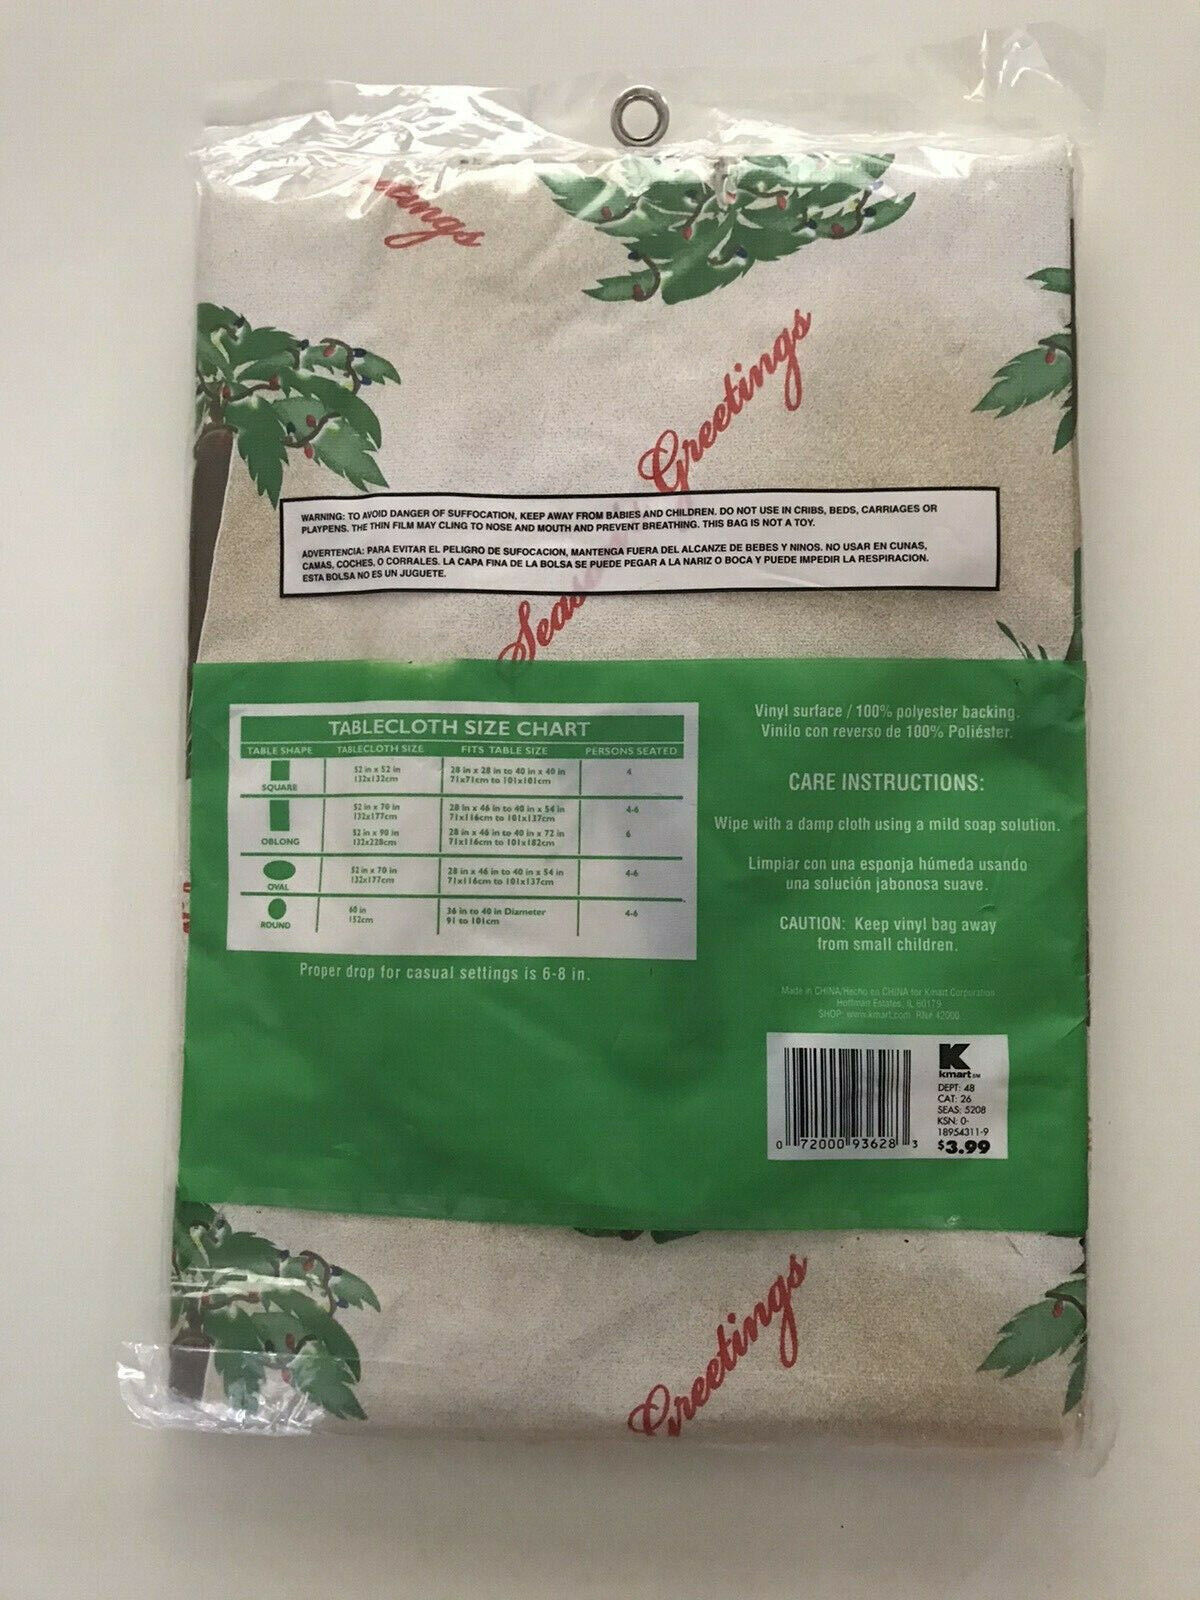 Greetings
WARNING: TO AVOID DANGER OF SUFFOCATION, KEEP AWAY FROM BABIES AND CHILDREN. DO NOT USE IN CRIBS, BEDS, CARRIAGES OR
PLAYPENS. THE THIN FILM MAY CLING TO NOSE AND MOUTH AND PREVENT BREATHING. THIS BAG IS NOT A TOY.
ADVERTENCIA: PARA EVITAR EL PELIGRO DE SUFOCACION, MANTENGA FUERA DEL ALCANZE DE BEBES Y NINOS. NO USAR EN CUNAS,
CAMAS, COCHES, O CORRALES. LA CAPA FINA DE LA BOLSA SE PUEDE PEGAR A LA NARIZ O BOCA Y PUEDE IMPEDIR LA RESPIRACION.
ESTA BOLSA NO ES UN JUGUETE.
TABLECLOTH SIZE CHART
TABLE SHAPE TABLECLOTH SIZE FITS TABLE SIZE PERSONS SEATED
52 in x 52 in 28 in x 28 in to 40 in x 40 in 4
132x132cm 71x71cm to 101x101cm
SQUARE
52 in x 70 in 28 in x 46 in to 40 in x 54 in 4-6
132x177cm 71x116cm to 101x137cm
52 in x 90 in 28 in x 46 in to 40 in x 72 in 6
OBLONG 132x228cm 71x116cm to 101x182cm
52 in x 70 in 28 in x 46 in to 40 in x 54 in 4-6
OVAL 132x177cm 71x116cm to 101x137cm
60 in 36 in to 40 in Diameter 4-6
ROUND 152cm 91 to 101cm
Proper drop for casual settings is 6-8 in.
Vinyl surface / 100% polyester backing.
Vinilo con reverso de 100% Poliéster.
CARE INSTRUCTIONS:
Wipe with a damp cloth using a mild soap solution.
Limpiar con una esponja húmeda usando
una solución jabonosa suave.
CAUTION: Keep vinyl bag away
from small children.
Made in CHINA/Hecho en CHINA for Kmart Corporation
Hoffman Estates, IL 60179
SHOP: www.kmart.com RN# 42000
K
kmart SM
DEPT: 48
CAT: 26
SEAS: 5208
KSN: 0-
18954311-9
$3.99
0 72000 93628 3
Greetings